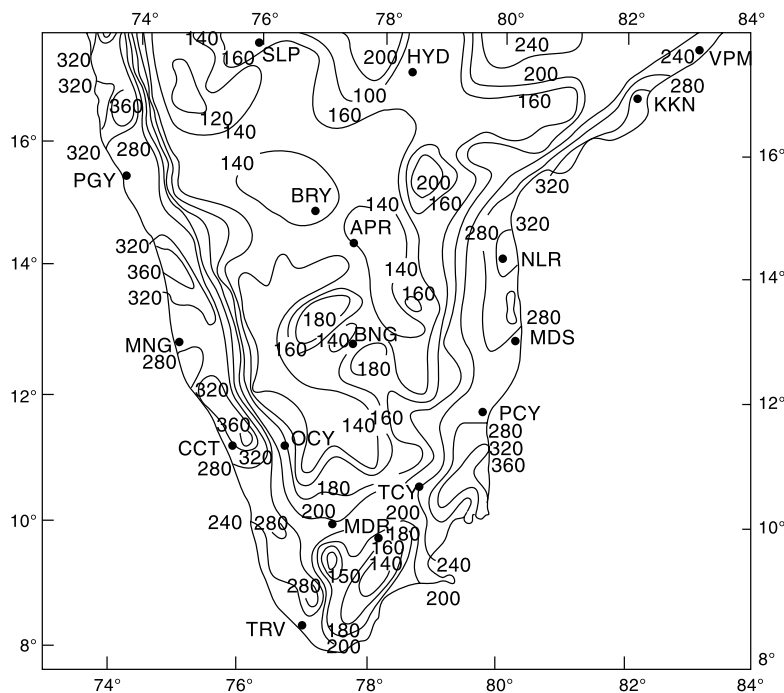 74° 76° 78° 80° 82° 84°
320 140 160 SLP 200 HYD 240 240 VPM
320 200 280
360 120 100 160 KKN
140 160
16° 320 280 140 16°
PGY 200 320
BRY 140 160
320 APR 280 320
14° 360 140 NLR 14°
320 160
180 280
MNG 140 BNG MDS
280 160 180
12° 320 12°
360 140 160 PCY
CCT OCY 280
280 320 320
180 TCY 360
10° 240 280 200 200 10°
MDR 180
160
150 140 240
280 200
TRV 180
8° 200 8°
74° 76° 78° 80° 82° 84°